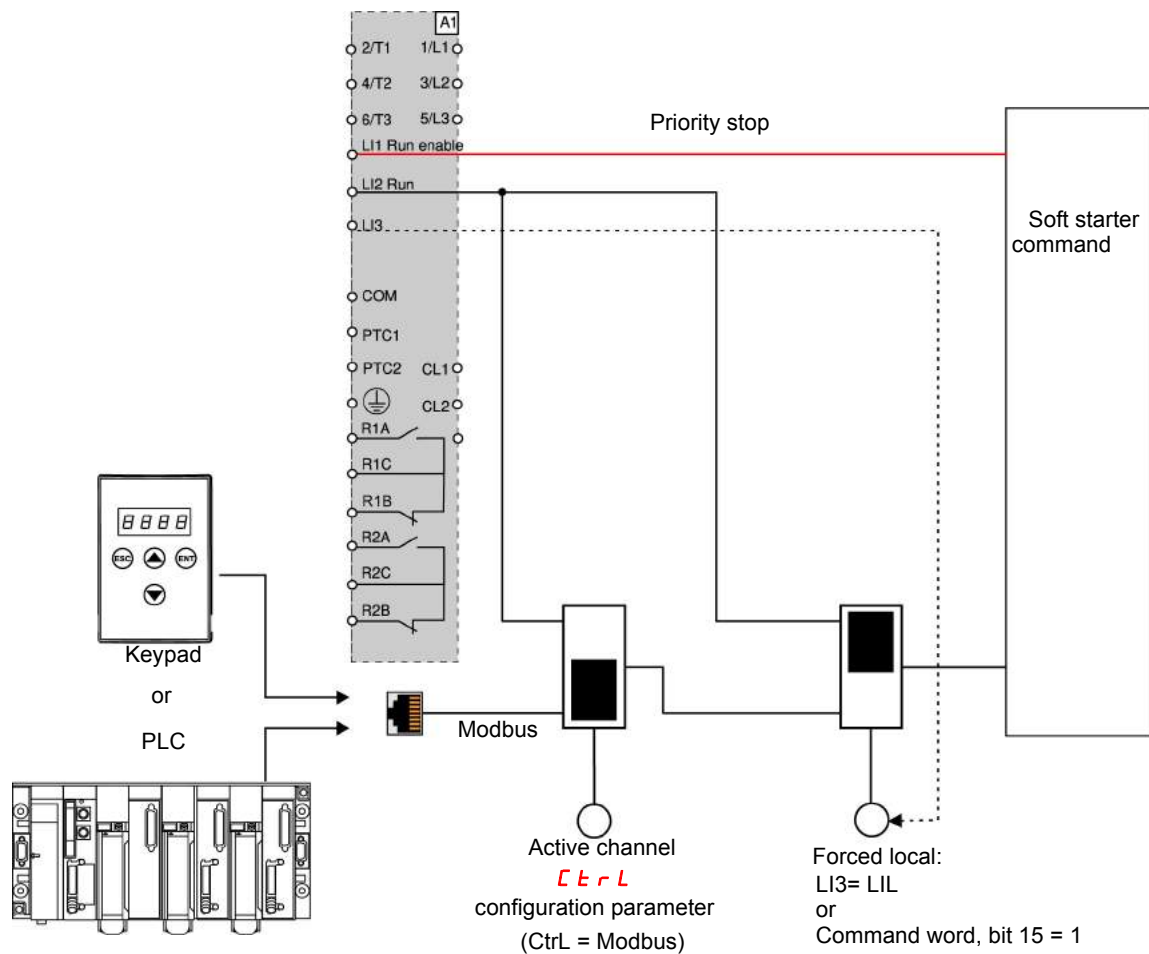 A1
2/T1 1/L1
4/T2 3/L2
6/T3 5/L3
LI1 Run enable
Priority stop
LI2 Run
LI3
Soft starter
command
COM
PTC1
PTC2 CL1
CL2
R1A
R1C
R1B
R2A
R2C
R2B
8888
ESC ENT
Keypad
or
PLC
Modbus
Active channel
CtrL
configuration parameter
(CtrL = Modbus)
Forced local:
LI3= LIL
or
Command word, bit 15 = 1